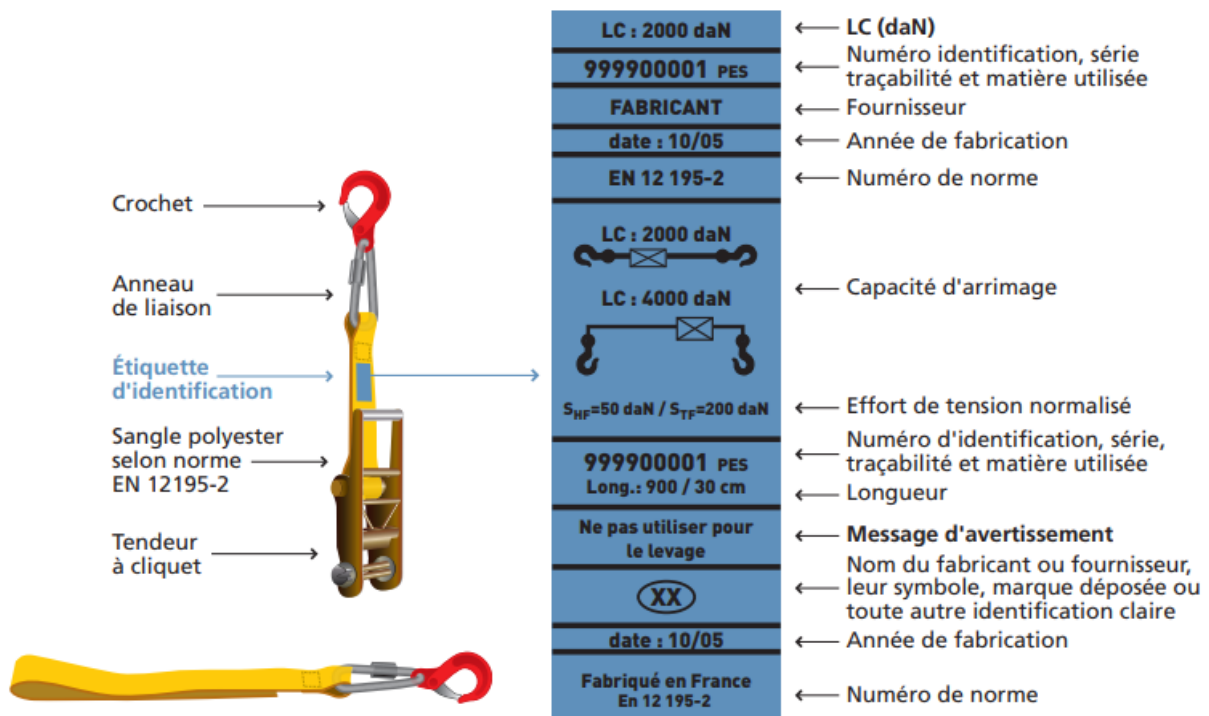 Crochet
Anneau
de liaison
Étiquette
d'identification
Sangle polyester
selon norme
EN 12195-2
Tendeur
à cliquet
LC : 2000 daN
999900001 PES
FABRICANT
date : 10/05
EN 12 195-2
LC : 2000 daN
LC : 4000 daN
SHF=50 daN / STF=200 daN
999900001 PES
Long.: 900 / 30 cm
Ne pas utiliser pour
le levage
XX
date : 10/05
Fabriqué en France
En 12 195-2
LC (daN)
Numéro identification, série
traçabilité et matière utilisée
Fournisseur
Année de fabrication
Numéro de norme
Capacité d'arrimage
Effort de tension normalisé
Numéro d'identification, série,
traçabilité et matière utilisée
Longueur
Message d'avertissement
Nom du fabricant ou fournisseur,
leur symbole, marque déposée ou
toute autre identification claire
Année de fabrication
Numéro de norme